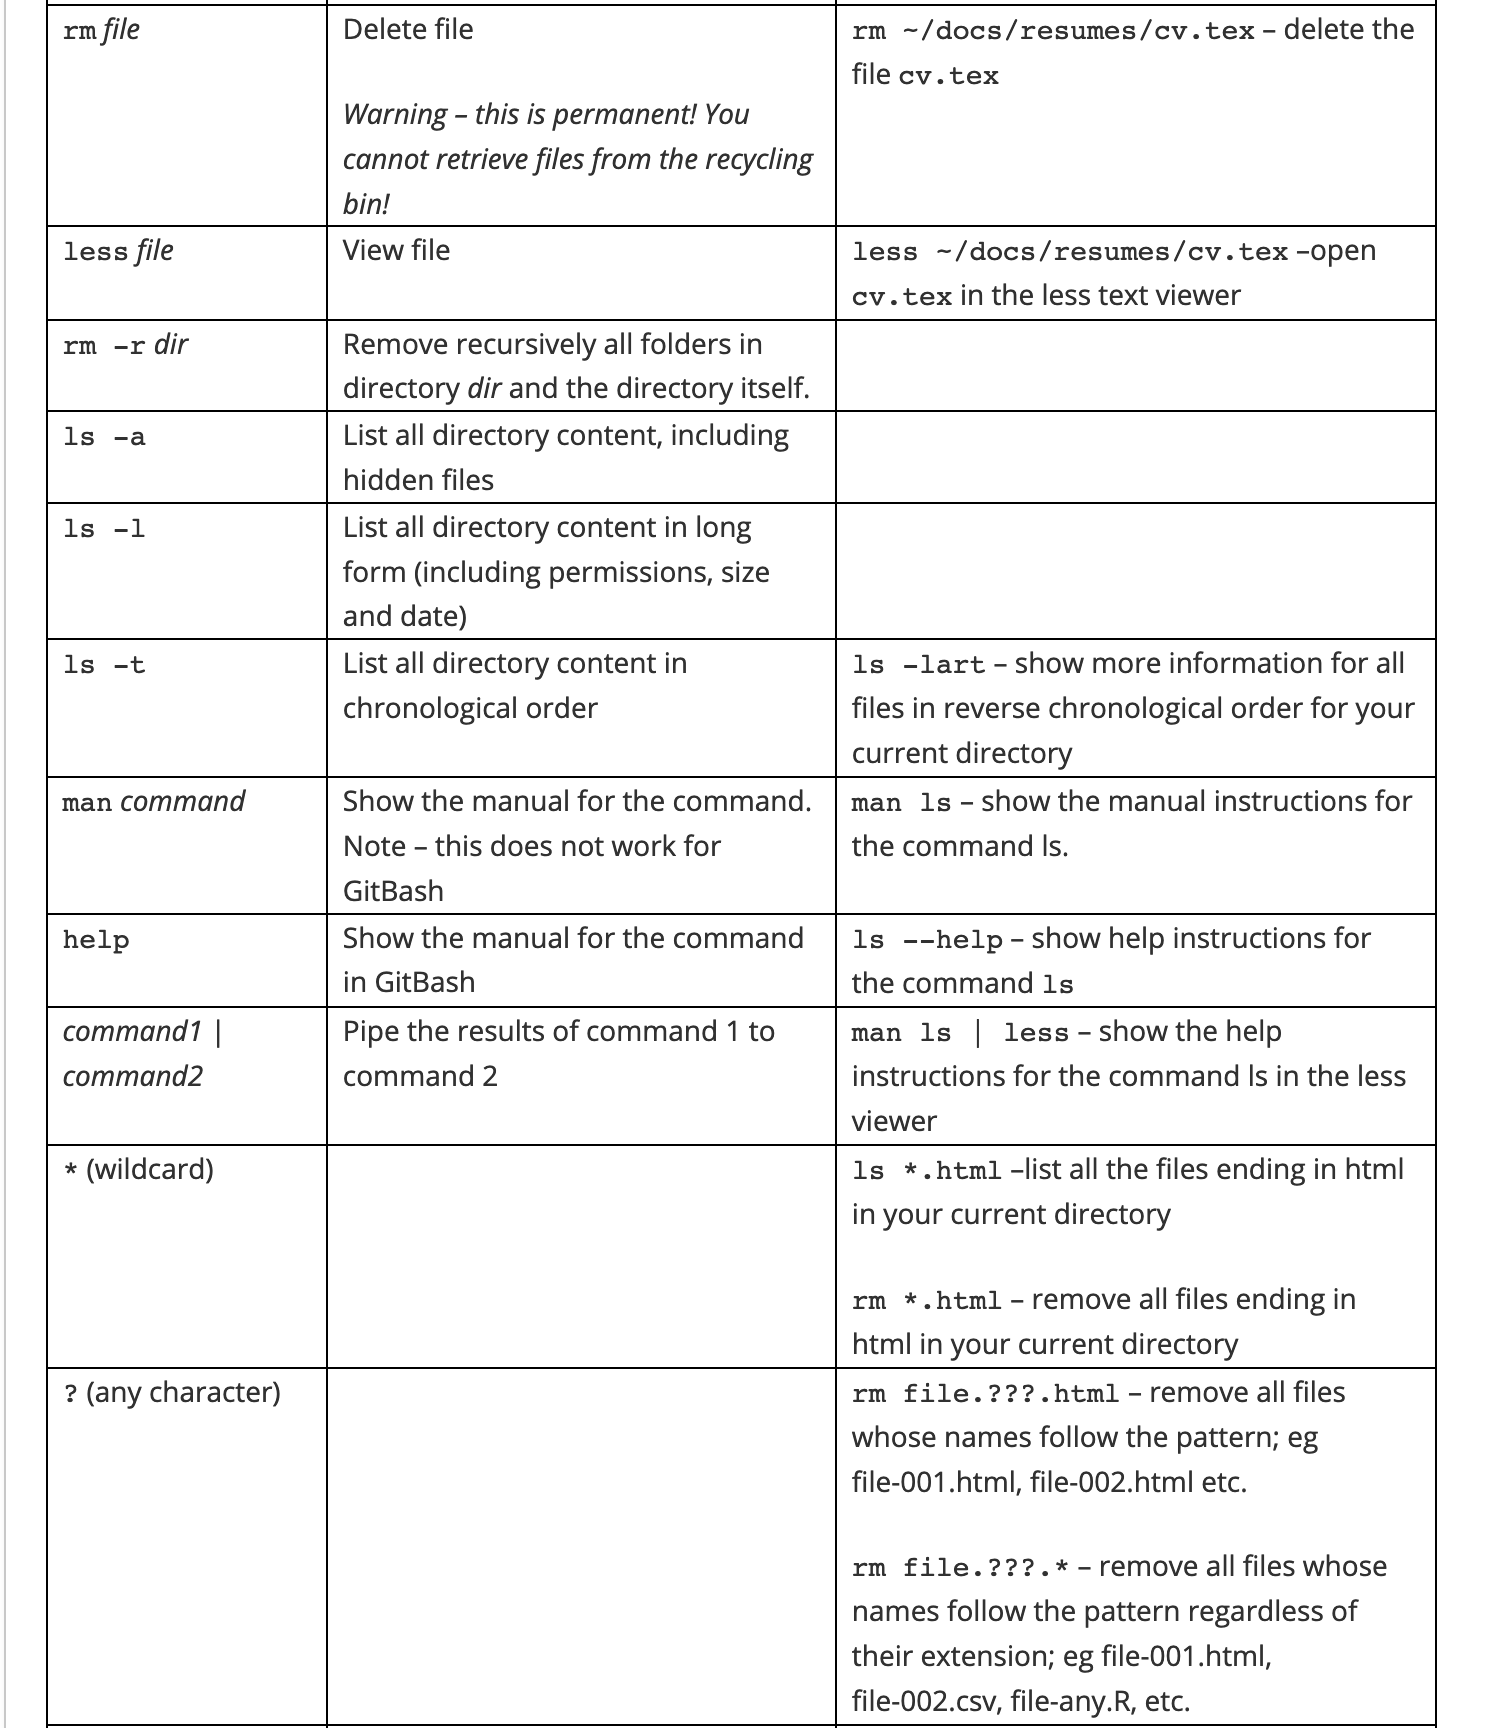 rm file
Delete file
Warning – this is permanent! You
cannot retrieve files from the recycling
bin!
rm ~/docs/resumes/cv.tex – delete the
file cv.tex
less file
View file
less ~/docs/resumes/cv.tex –open
cv.tex in the less text viewer
rm –r dir
Remove recursively all folders in
directory dir and the directory itself.
ls –a
List all directory content, including
hidden files
ls –l
List all directory content in long
form (including permissions, size
and date)
ls –t
List all directory content in
chronological order
ls –lart – show more information for all
files in reverse chronological order for your
current directory
man command
Show the manual for the command.
Note – this does not work for
GitBash
man ls – show the manual instructions for
the command ls.
help
Show the manual for the command
in GitBash
ls --help – show help instructions for
the command ls
command1 |
command2
Pipe the results of command 1 to
command 2
man ls | less – show the help
instructions for the command ls in the less
viewer
* (wildcard)
ls *.html –list all the files ending in html
in your current directory
rm *.html – remove all files ending in
html in your current directory
? (any character)
rm file.???.html – remove all files
whose names follow the pattern; eg
file-001.html, file-002.html etc.
rm file.???.* – remove all files whose
names follow the pattern regardless of
their extension; eg file-001.html,
file-002.csv, file-any.R, etc.